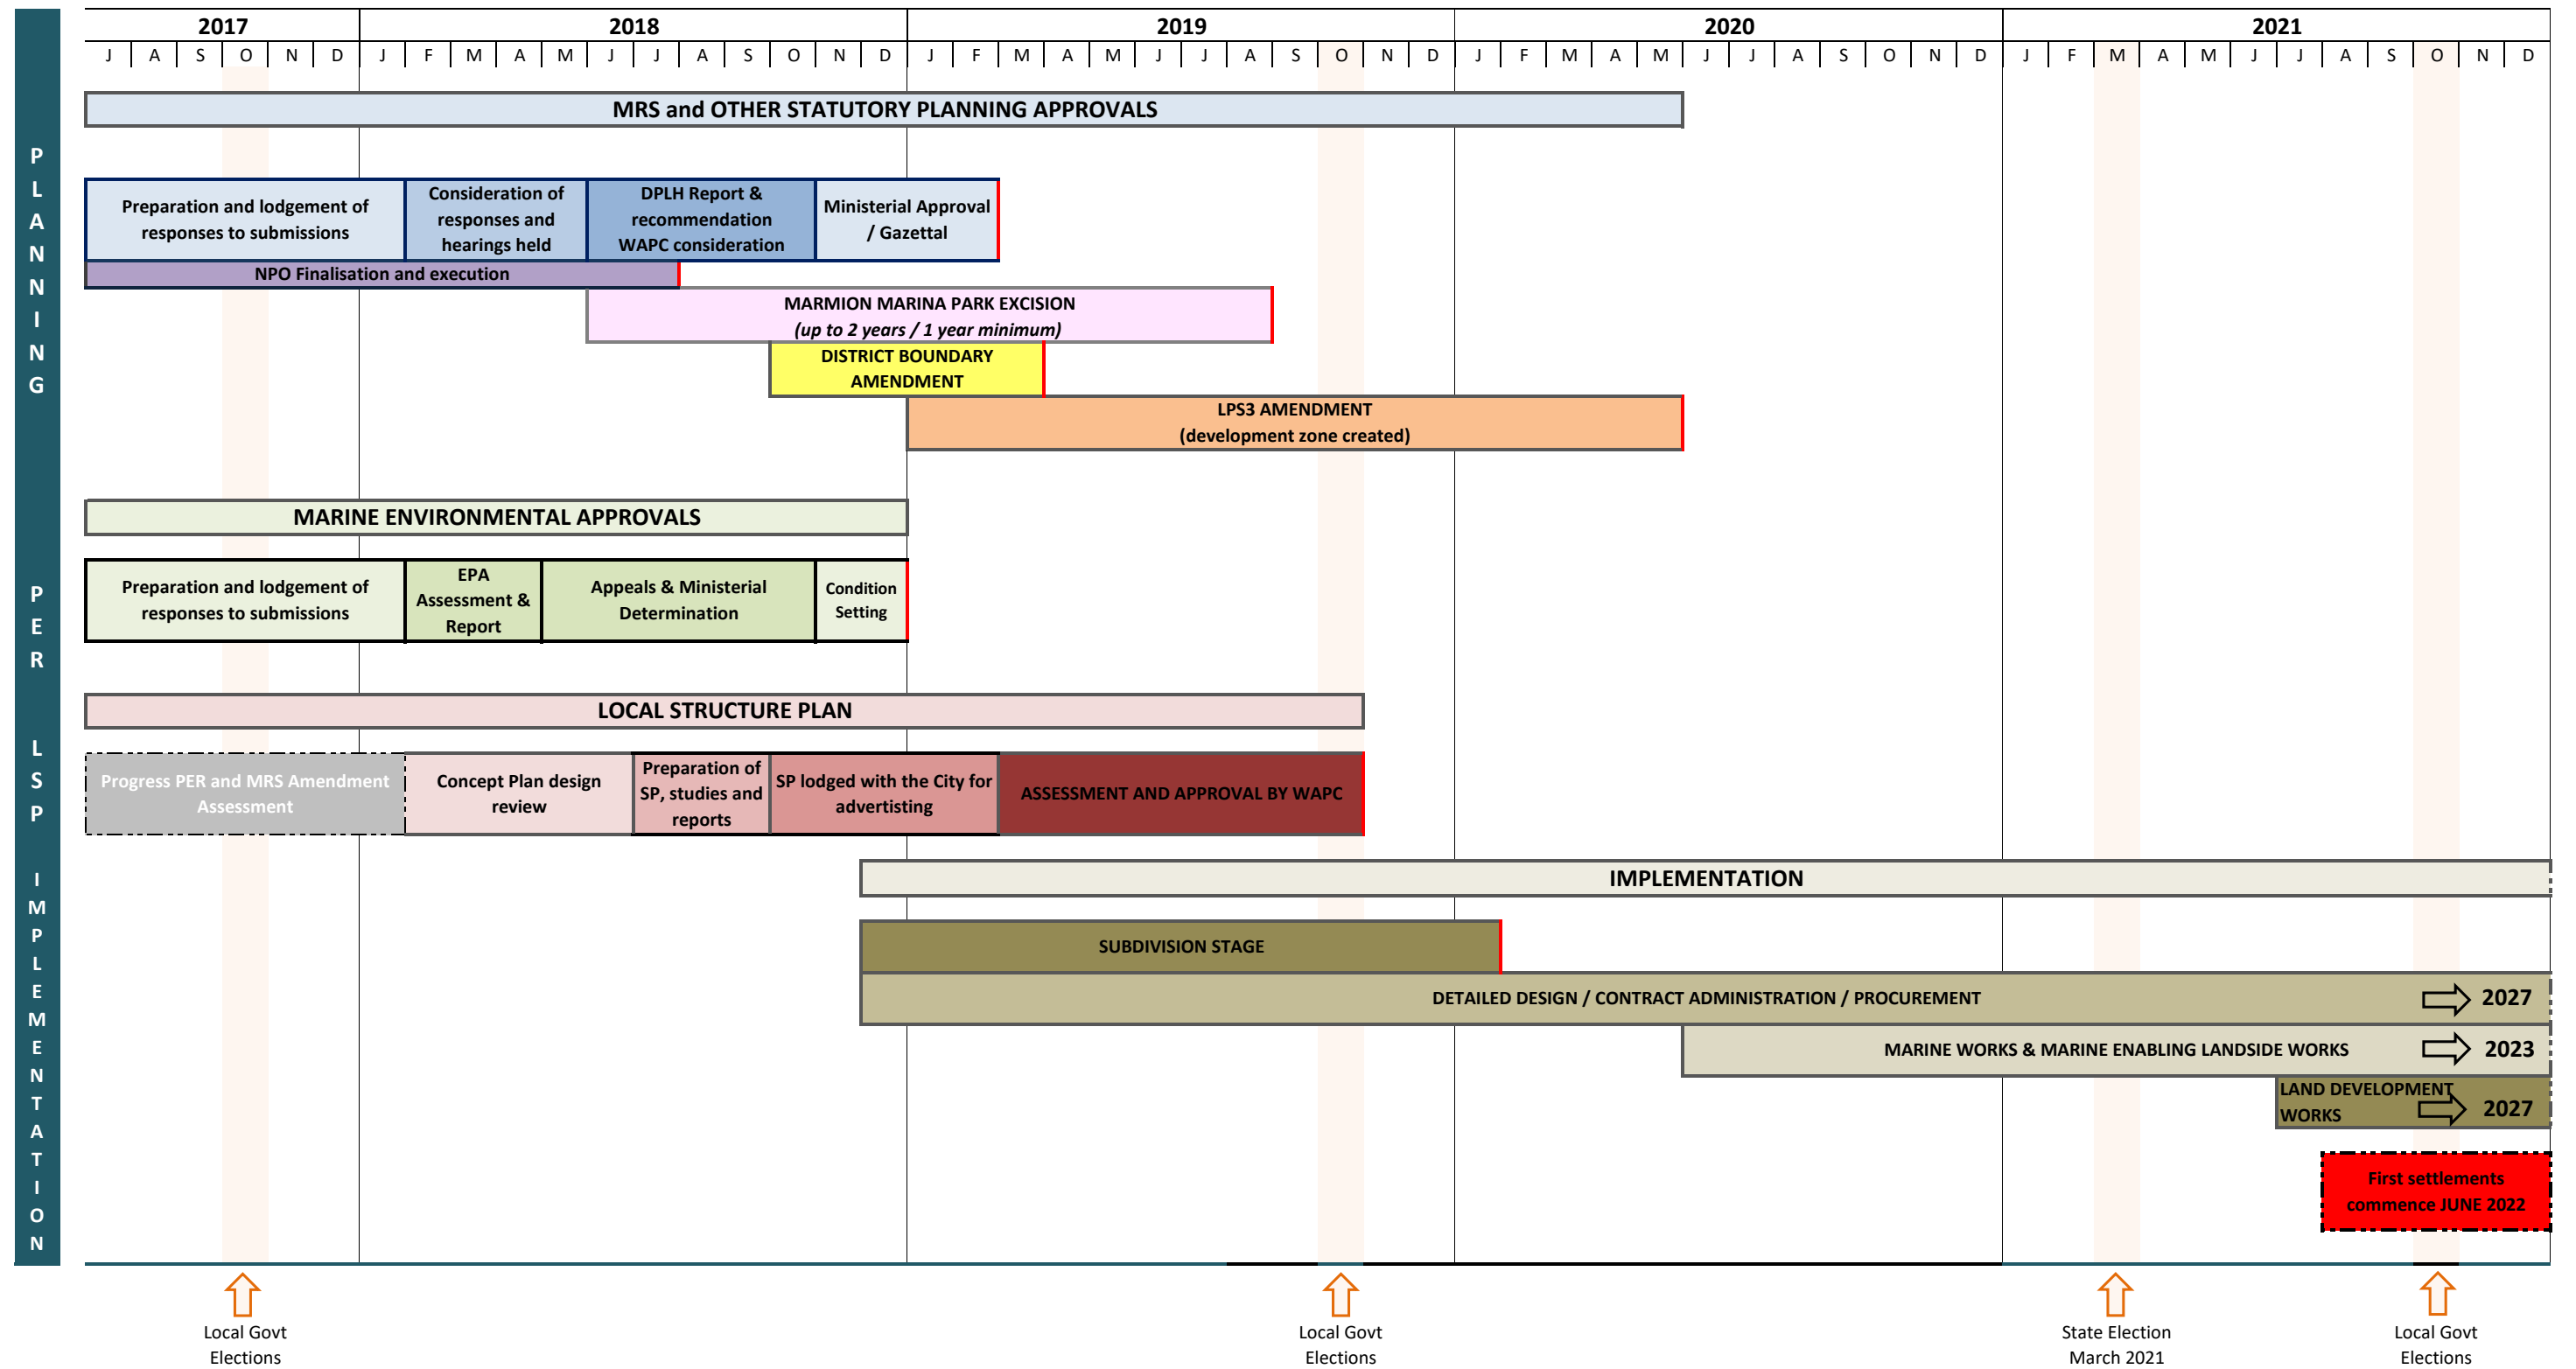 2017 2018 2019 2020 2021
J A S O N D J F M A M J J A S O N D J F M A M J J A S O N D J F M A M J J A S O N D J F M A M J J A S O N D
PLANNING
MRS and OTHER STATUTORY PLANNING APPROVALS
Preparation and lodgement of
responses to submissions
Consideration of
responses and
hearings held
DPLH Report &
recommendation
WAPC consideration
Ministerial Approval
/ Gazettal
NPO Finalisation and execution
MARMION MARINA PARK EXCISION
(up to 2 years / 1 year minimum)
DISTRICT BOUNDARY
AMENDMENT
LPS3 AMENDMENT
(development zone created)
PER
MARINE ENVIRONMENTAL APPROVALS
Preparation and lodgement of
responses to submissions
EPA
Assessment &
Report
Appeals & Ministerial
Determination
Condition
Setting
LSP
LOCAL STRUCTURE PLAN
Progress PER and MRS Amendment
Assessment
Concept Plan design
review
Preparation of
SP, studies and
reports
SP lodged with the City for
advertisting
ASSESSMENT AND APPROVAL BY WAPC
IMPLEMENTATION
IMPLEMENTATION
SUBDIVISION STAGE
DETAILED DESIGN / CONTRACT ADMINISTRATION / PROCUREMENT 2027
MARINE WORKS & MARINE ENABLING LANDSIDE WORKS 2023
LAND DEVELOPMENT
WORKS 2027
First settlements
commence JUNE 2022
Local Govt
Elections
Local Govt
Elections
State Election
March 2021
Local Govt
Elections